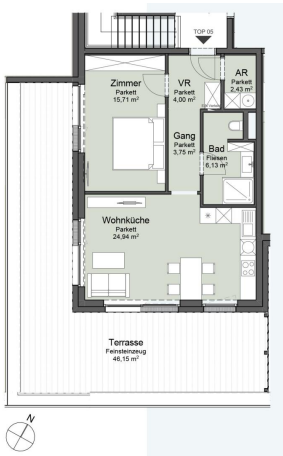 TOP 05
Zimmer
Parkett
15,71 m²
VR
Parkett
4,00 m²
AR
Parkett
2,43 m²
Gang
Parkett
3,75 m²
Bad
Fliesen
6,13 m²
Wohnküche
Parkett
24,94 m²
Terrasse
Feinsteinzeug
46,15 m²
N